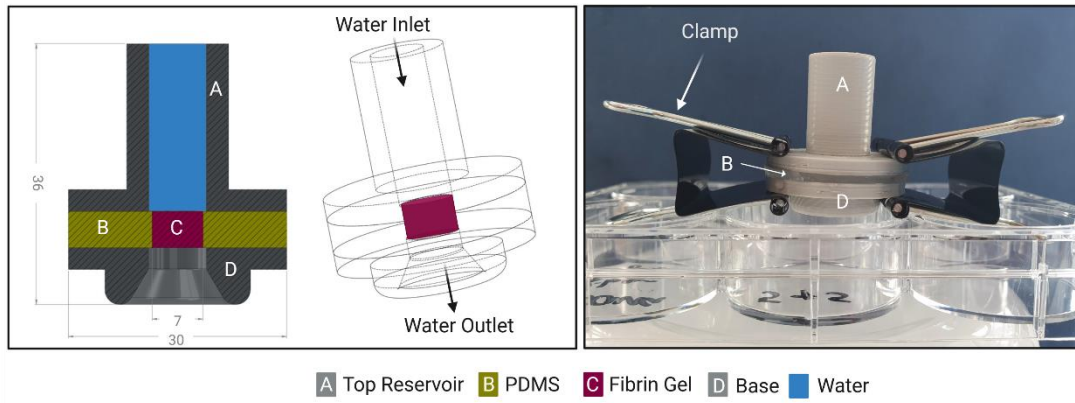 Water Inlet
A
36
B
C
D
7
30
Water Outlet
Clamp
A
B
D
2+2
A Top Reservoir B PDMS C Fibrin Gel D Base Water